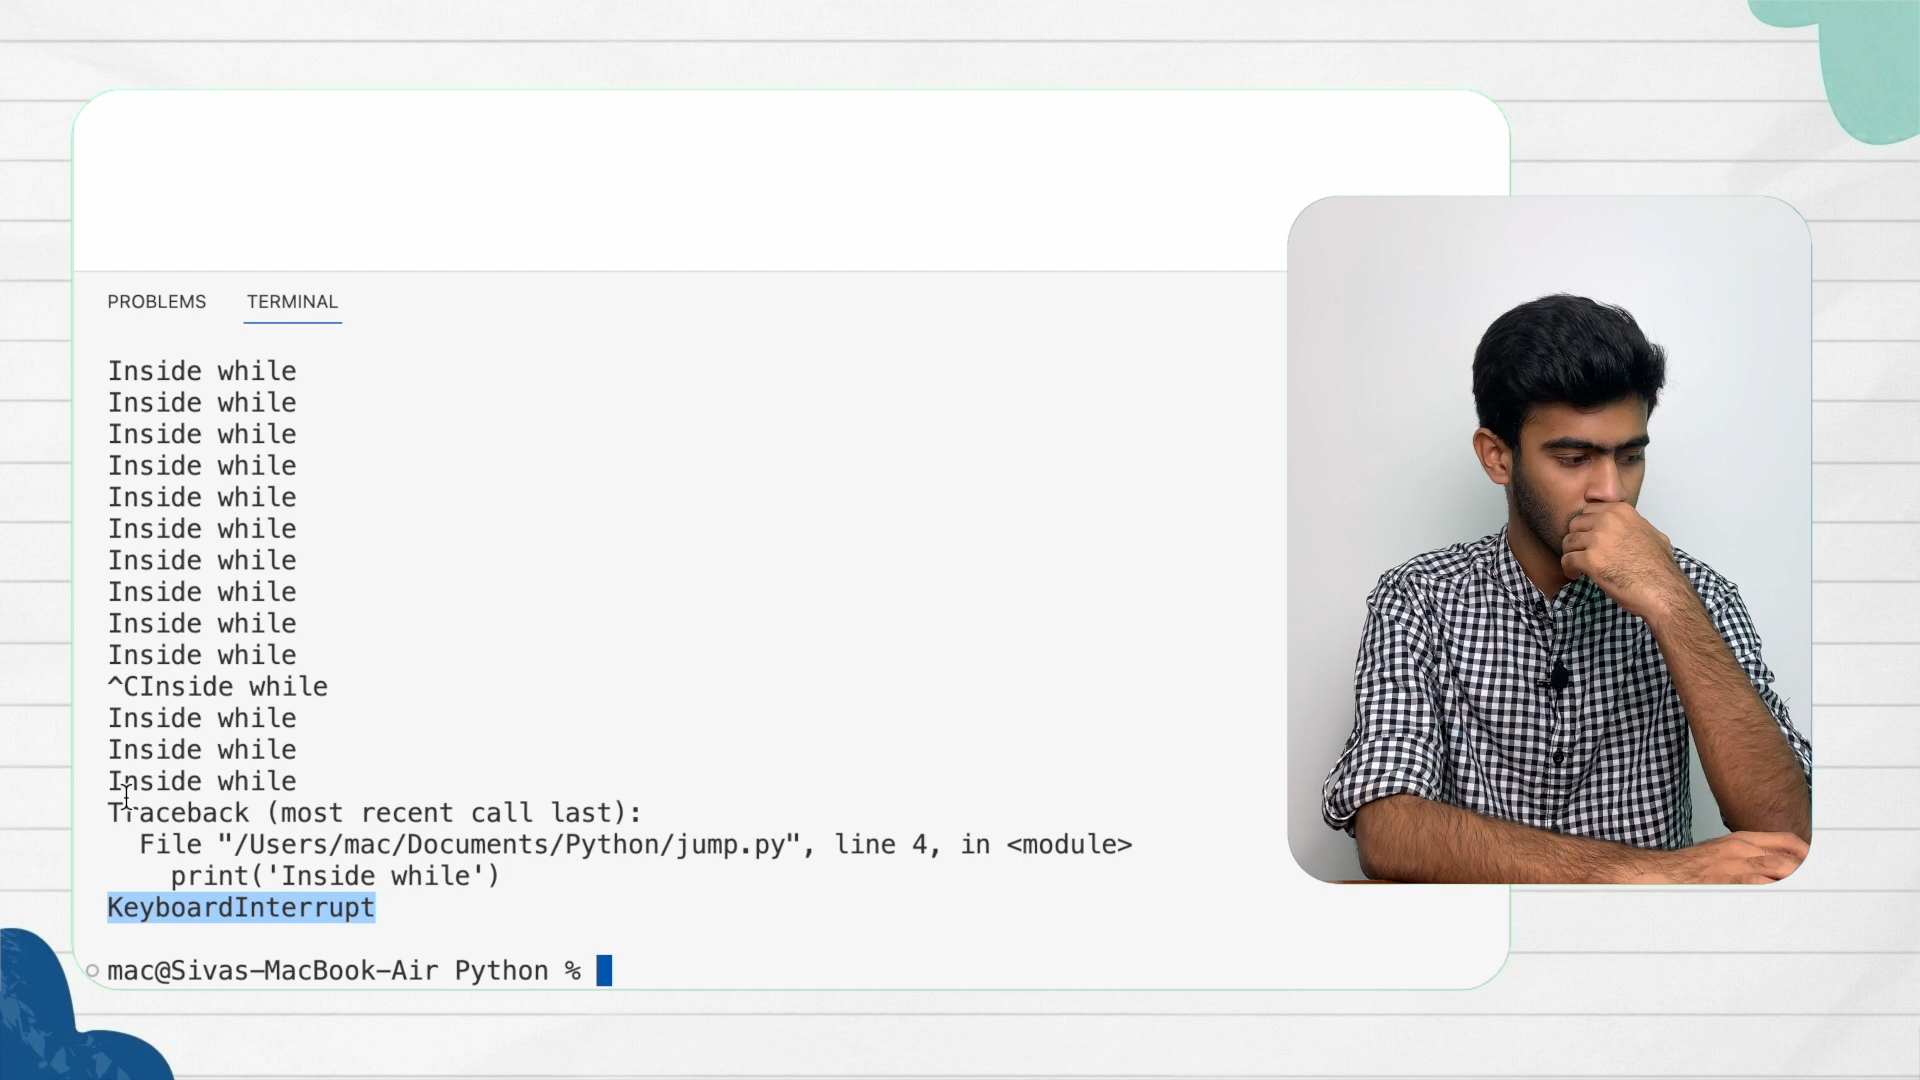 PROBLEMS TERMINAL
Inside while
Inside while
Inside while
Inside while
Inside while
Inside while
Inside while
Inside while
Inside while
Inside while
^CInside while
Inside while
Inside while
Inside while
Traceback (most recent call last):
  File "/Users/mac/Documents/Python/jump.py", line 4, in <module>
    print('Inside while')
KeyboardInterrupt
mac@Sivas-MacBook-Air Python %